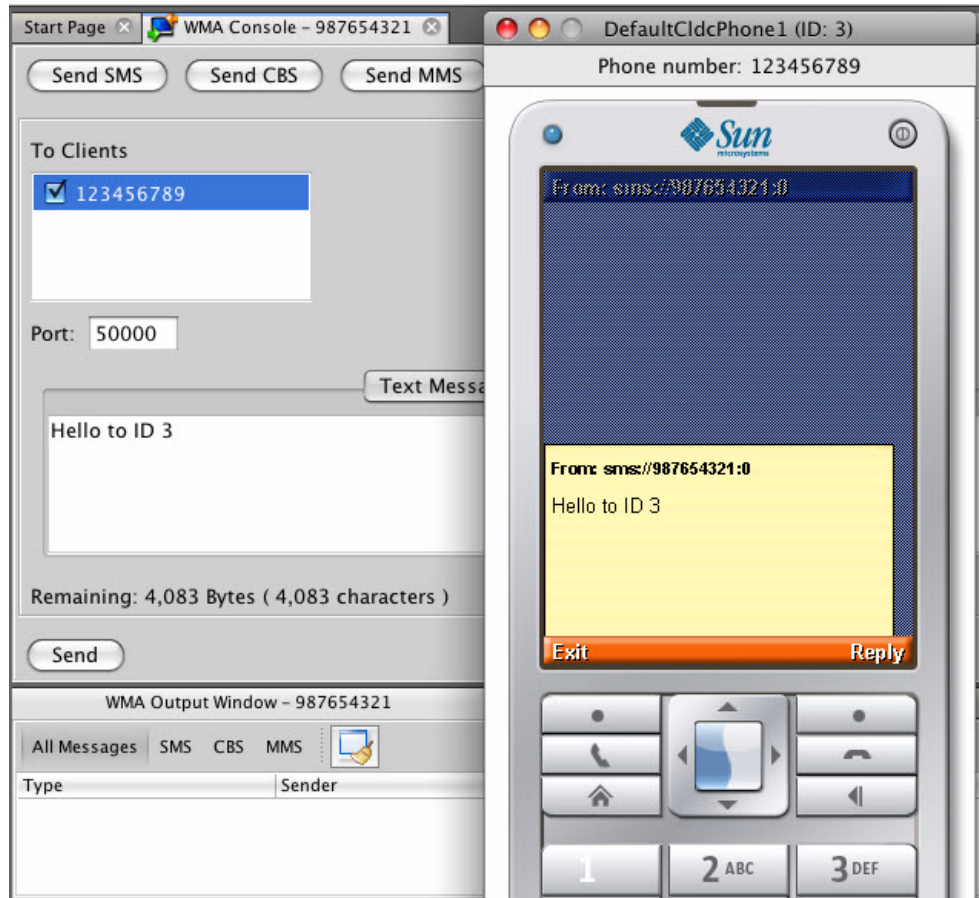 Start Page
WMA Console – 987654321
Send SMS
Send CBS
Send MMS
To Clients
123456789
Port: 50000
Text Messa
Hello to ID 3
Remaining: 4,083 Bytes ( 4,083 characters )
Send
WMA Output Window – 987654321
All Messages SMS CBS MMS
Type Sender
DefaultCldcPhone1 (ID: 3)
Phone number: 123456789
Sun
microsystems
From: sms://987654321:0
From: sms://987654321:0
Hello to ID 3
Exit Reply
1 2 ABC 3 DEF